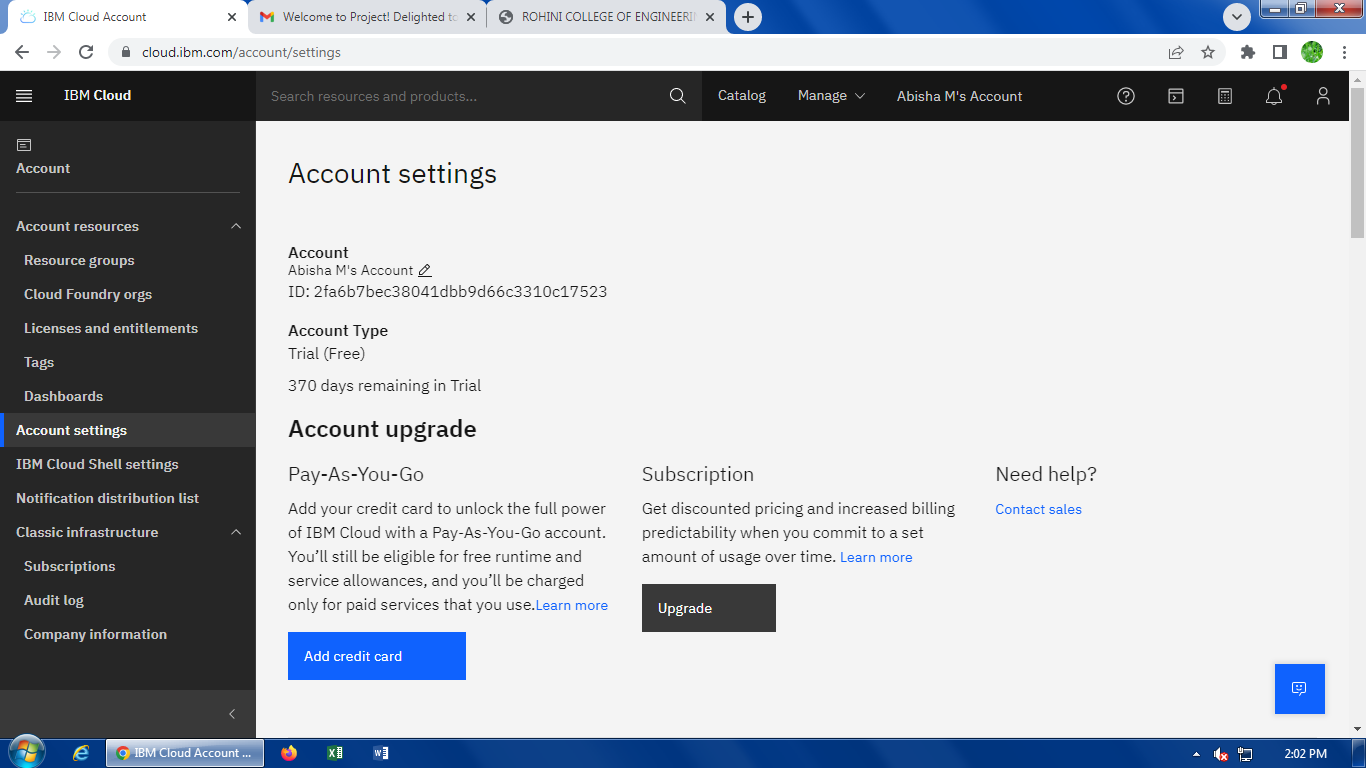 IBM Cloud Account
Welcome to Project! Delighted to
ROHINI COLLEGE OF ENGINEERIN
cloud.ibm.com/account/settings
IBM Cloud
Search resources and products...
Catalog
Manage
Abisha M's Account
Account
Account resources
Resource groups
Cloud Foundry orgs
Licenses and entitlements
Tags
Dashboards
Account settings
IBM Cloud Shell settings
Notification distribution list
Classic infrastructure
Subscriptions
Audit log
Company information
Account settings
Account
Abisha M's Account
ID: 2fa6b7bec38041dbb9d66c3310c17523
Account Type
Trial (Free)
370 days remaining in Trial
Account upgrade
Pay-As-You-Go
Add your credit card to unlock the full power
of IBM Cloud with a Pay-As-You-Go account.
You’ll still be eligible for free runtime and
service allowances, and you’ll be charged
only for paid services that you use.Learn more
Add credit card
Subscription
Get discounted pricing and increased billing
predictability when you commit to a set
amount of usage over time. Learn more
Upgrade
Need help?
Contact sales
IBM Cloud Account ...
2:02 PM